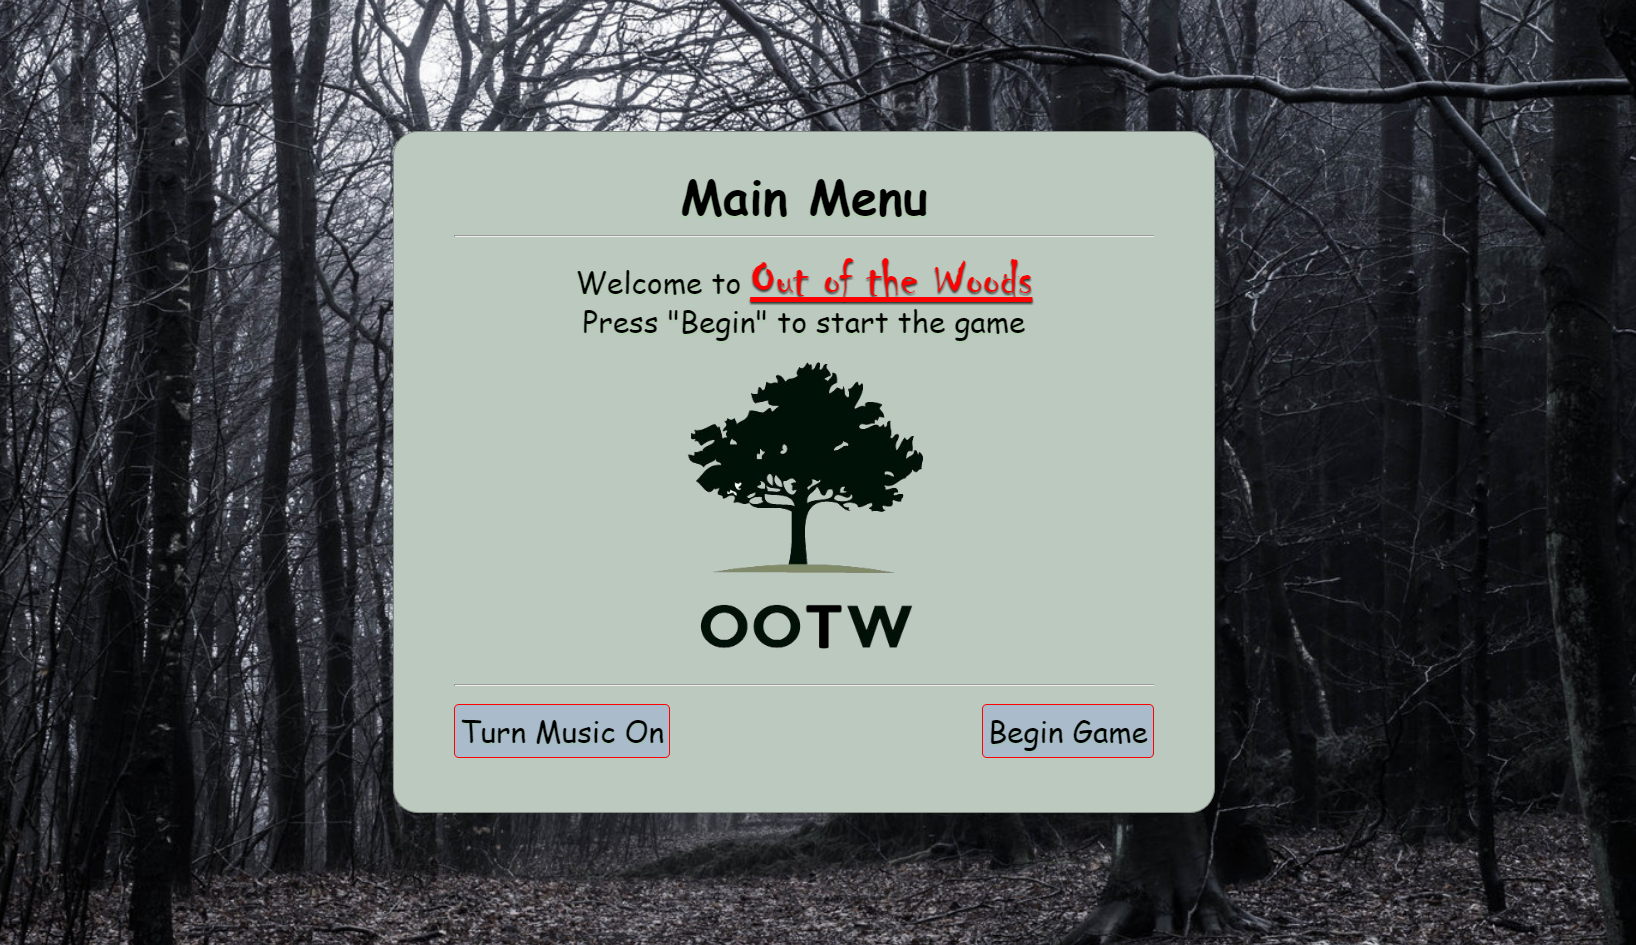 Main Menu
Welcome to Out of the Woods
Press "Begin" to start the game
OOTW
Turn Music On
Begin Game